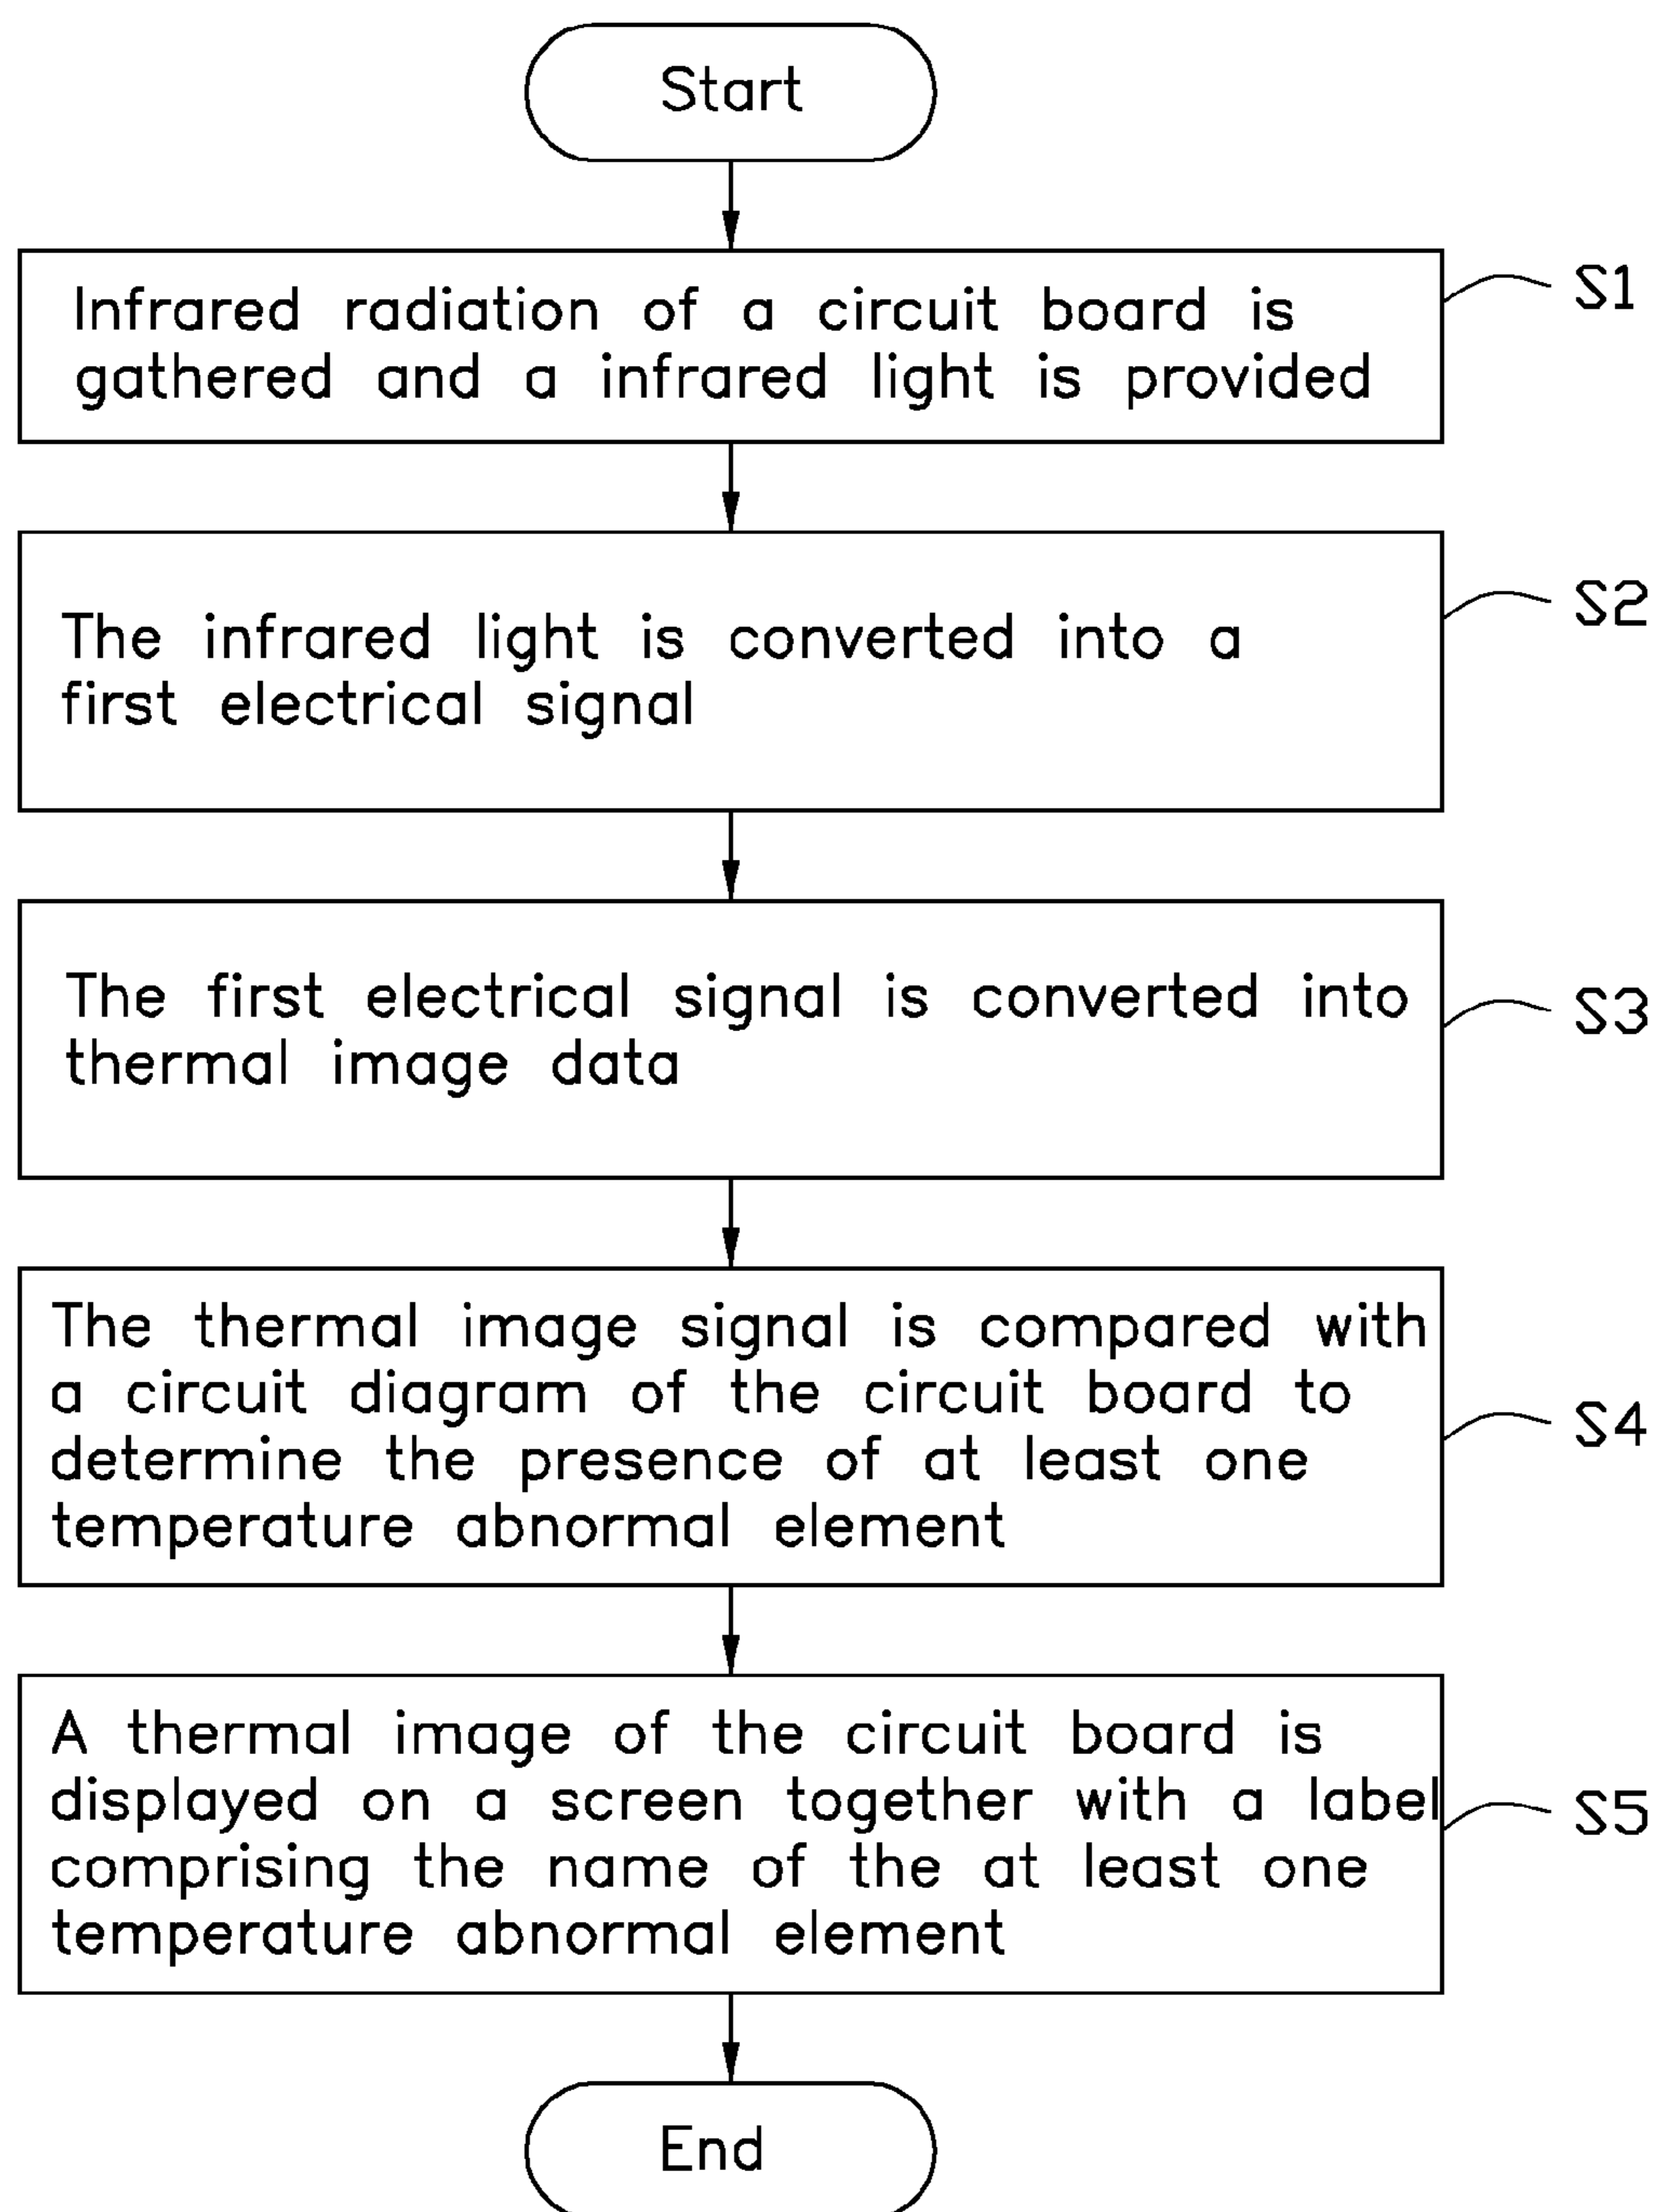 Start
Infrared radiation of a circuit board is
gathered and a infrared light is provided
S1
The infrared light is converted into a
first electrical signal
S2
The first electrical signal is converted into
thermal image data
S3
The thermal image signal is compared with
a circuit diagram of the circuit board to
determine the presence of at least one
temperature abnormal element
S4
A thermal image of the circuit board is
displayed on a screen together with a label
comprising the name of the at least one
temperature abnormal element
S5
End